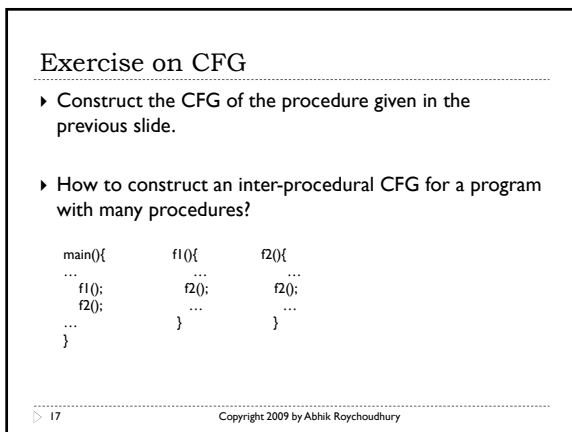 Exercise on CFG
Construct the CFG of the procedure given in the
previous slide.
How to construct an inter-procedural CFG for a program
with many procedures?
main(){ f1(){ f2(){
… … …
f1(); f2(); f2();
f2(); … …
… } }
}
17 Copyright 2009 by Abhik Roychoudhury